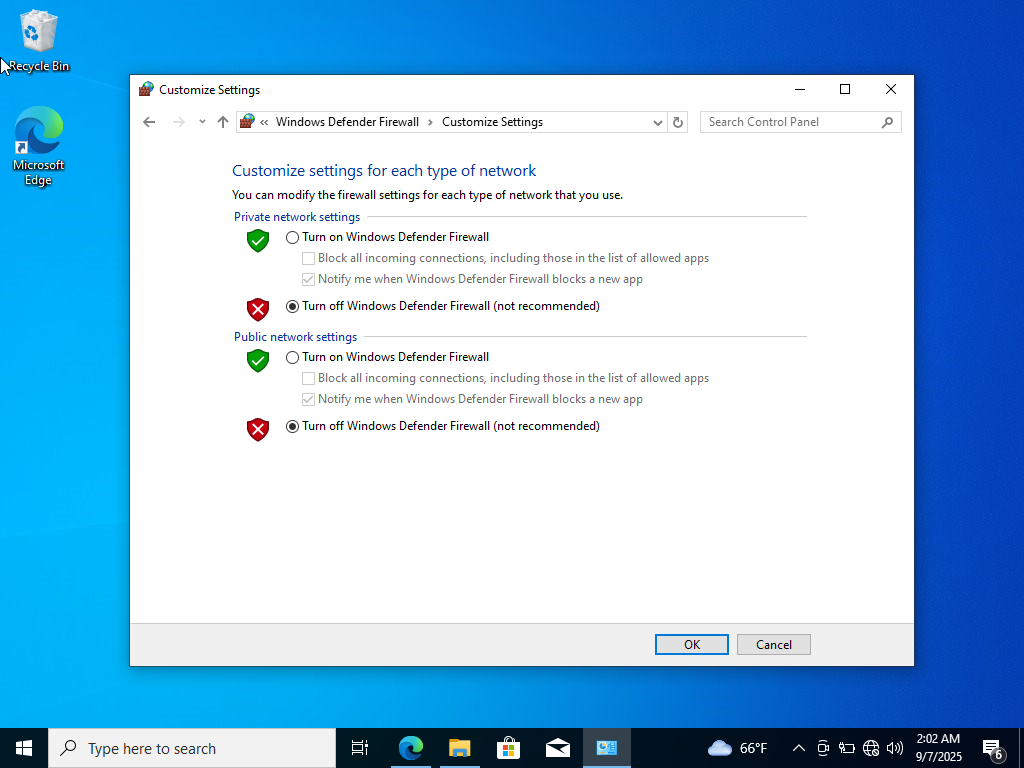 Recycle Bin
Microsoft
Edge
Customize Settings
« Windows Defender Firewall › Customize Settings
Search Control Panel
Customize settings for each type of network
You can modify the firewall settings for each type of network that you use.
Private network settings
Turn on Windows Defender Firewall
Block all incoming connections, including those in the list of allowed apps
Notify me when Windows Defender Firewall blocks a new app
Turn off Windows Defender Firewall (not recommended)
Public network settings
Turn on Windows Defender Firewall
Block all incoming connections, including those in the list of allowed apps
Notify me when Windows Defender Firewall blocks a new app
Turn off Windows Defender Firewall (not recommended)
OK
Cancel
Type here to search
66°F
2:02 AM
9/7/2025
6